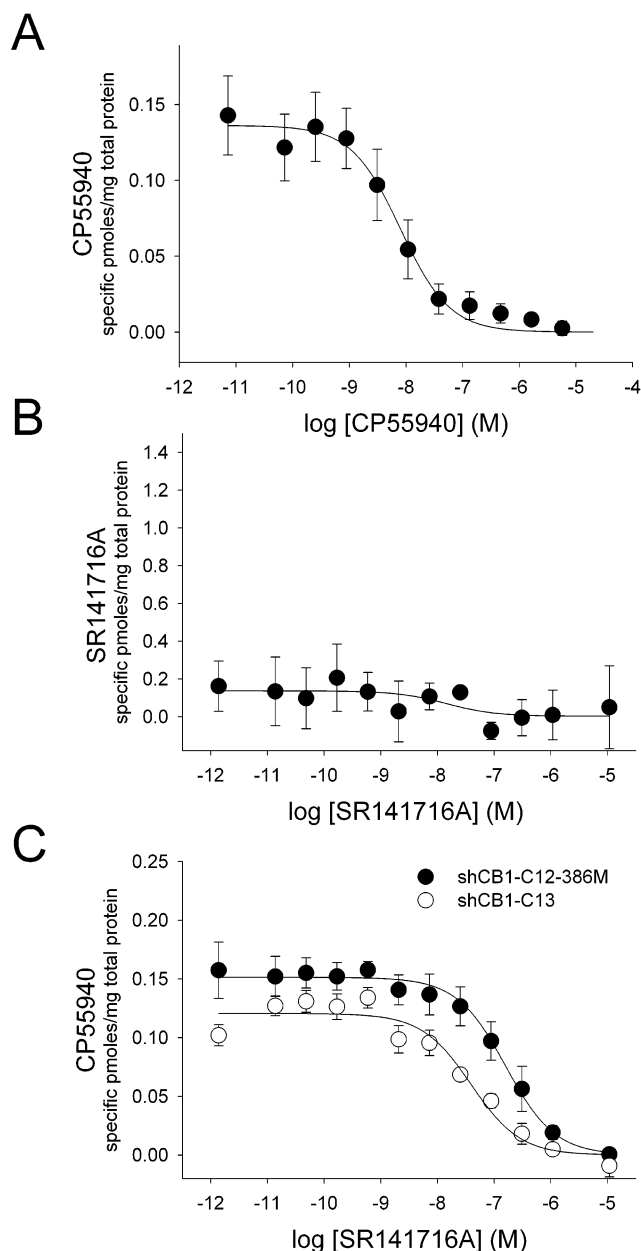 A
CP55940
specific pmoles/mg total protein
0.15
0.10
0.05
0.00
-12 -11 -10 -9 -8 -7 -6 -5 -4
log [CP55940] (M)
B
SR141716A
specific pmoles/mg total protein
1.4
1.2
1.0
0.8
0.6
0.4
0.2
0.0
-12 -11 -10 -9 -8 -7 -6 -5
log [SR141716A] (M)
C
CP55940
specific pmoles/mg total protein
0.25
0.20
0.15
0.10
0.05
0.00
shCB1-C12-386M
shCB1-C13
-12 -11 -10 -9 -8 -7 -6 -5
log [SR141716A] (M)